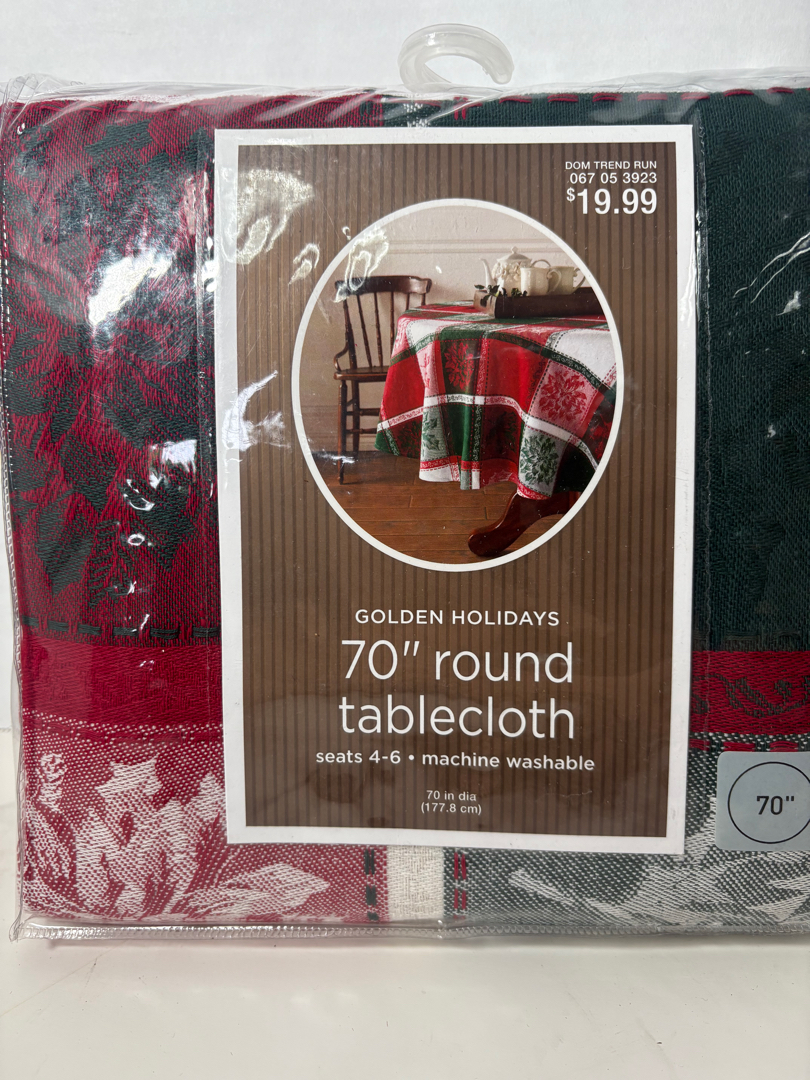 DOM TREND RUN
067 05 3923
$19.99
GOLDEN HOLIDAYS
70" round
tablecloth
seats 4-6 • machine washable
70 in dia
(177.8 cm)
70"